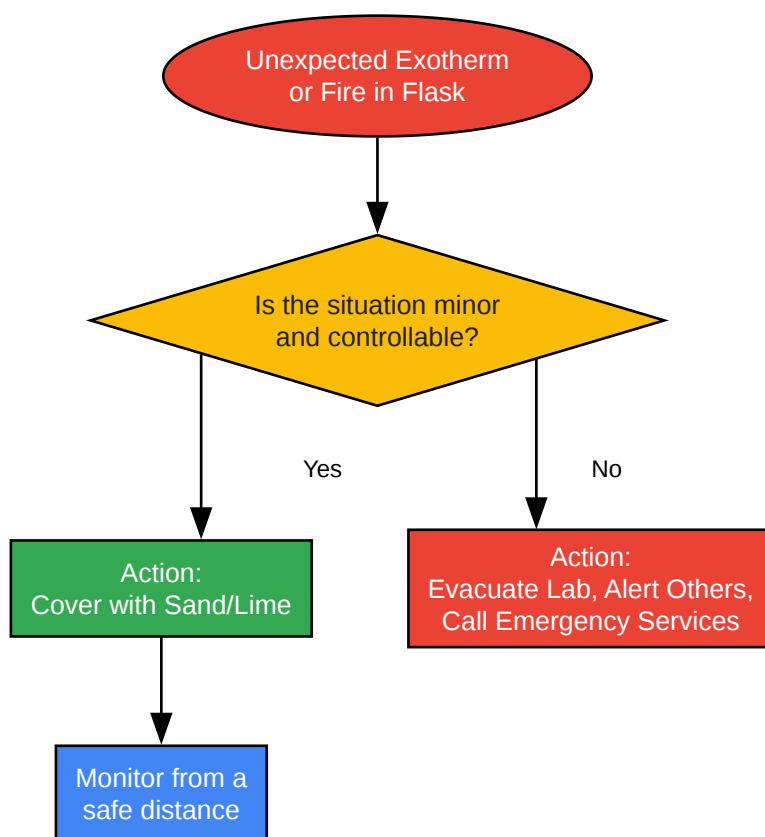 Unexpected Exotherm
or Fire in Flask
Is the situation minor
and controllable?
Yes
No
Action:
Cover with Sand/Lime
Action:
Evacuate Lab, Alert Others,
Call Emergency Services
Monitor from a
safe distance